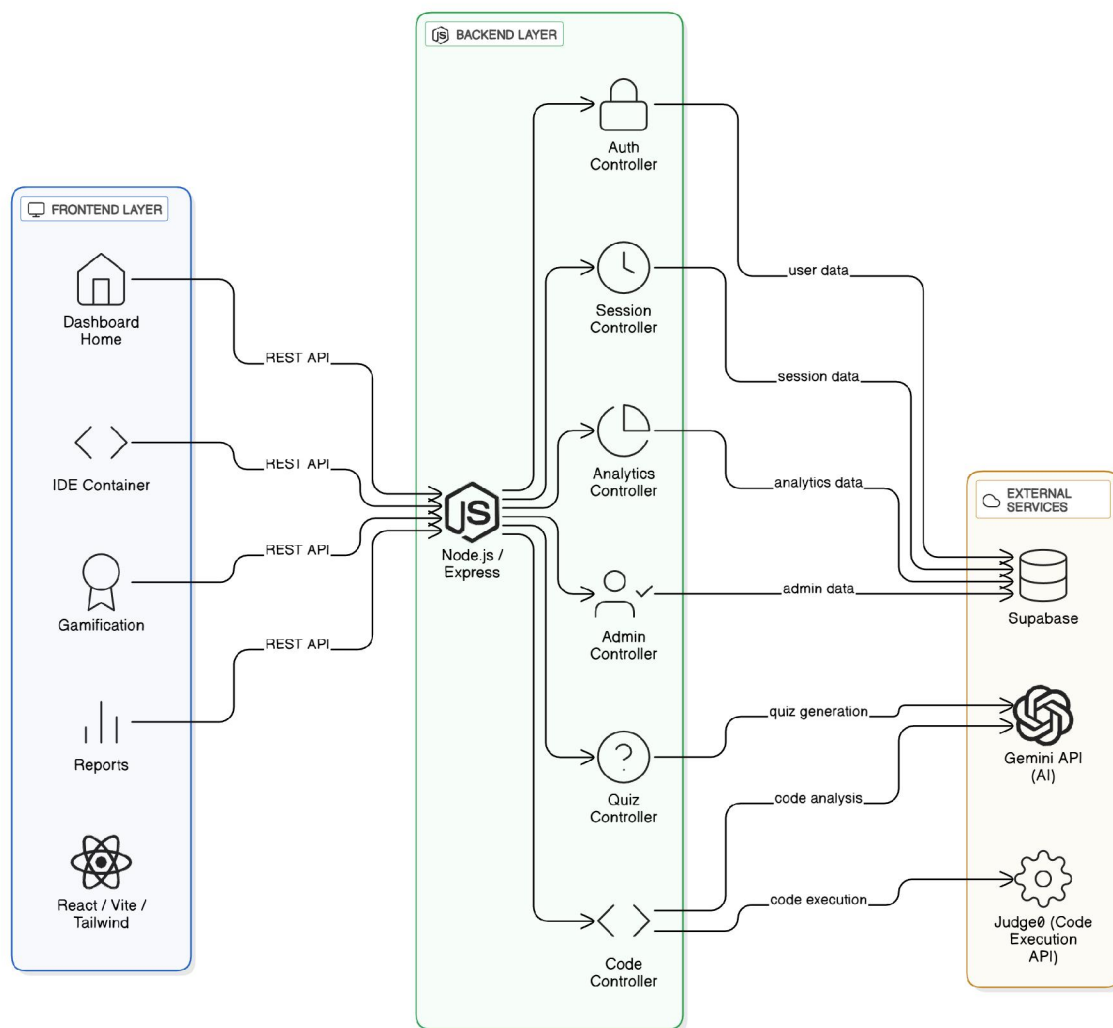 JS BACKEND LAYER
Auth
Controller
FRONTEND LAYER
Dashboard
Home
IDE Container
Gamification
Reports
React / Vite /
Tailwind
REST API
REST API
REST API
REST API
JS
Node.js /
Express
Session
Controller
Analytics
Controller
Admin
Controller
?
Quiz
Controller
Code
Controller
user data
session data
analytics data
admin data
quiz generation
code analysis
code execution
EXTERNAL
SERVICES
Supabase
Gemini API
(AI)
Judge0 (Code
Execution
API)